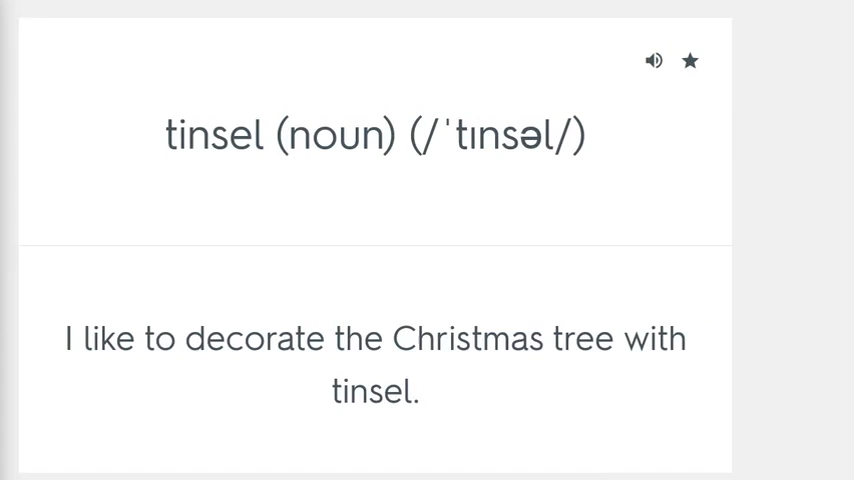 tinsel (noun) (/ˈtɪnsəl/)
I like to decorate the Christmas tree with
tinsel.